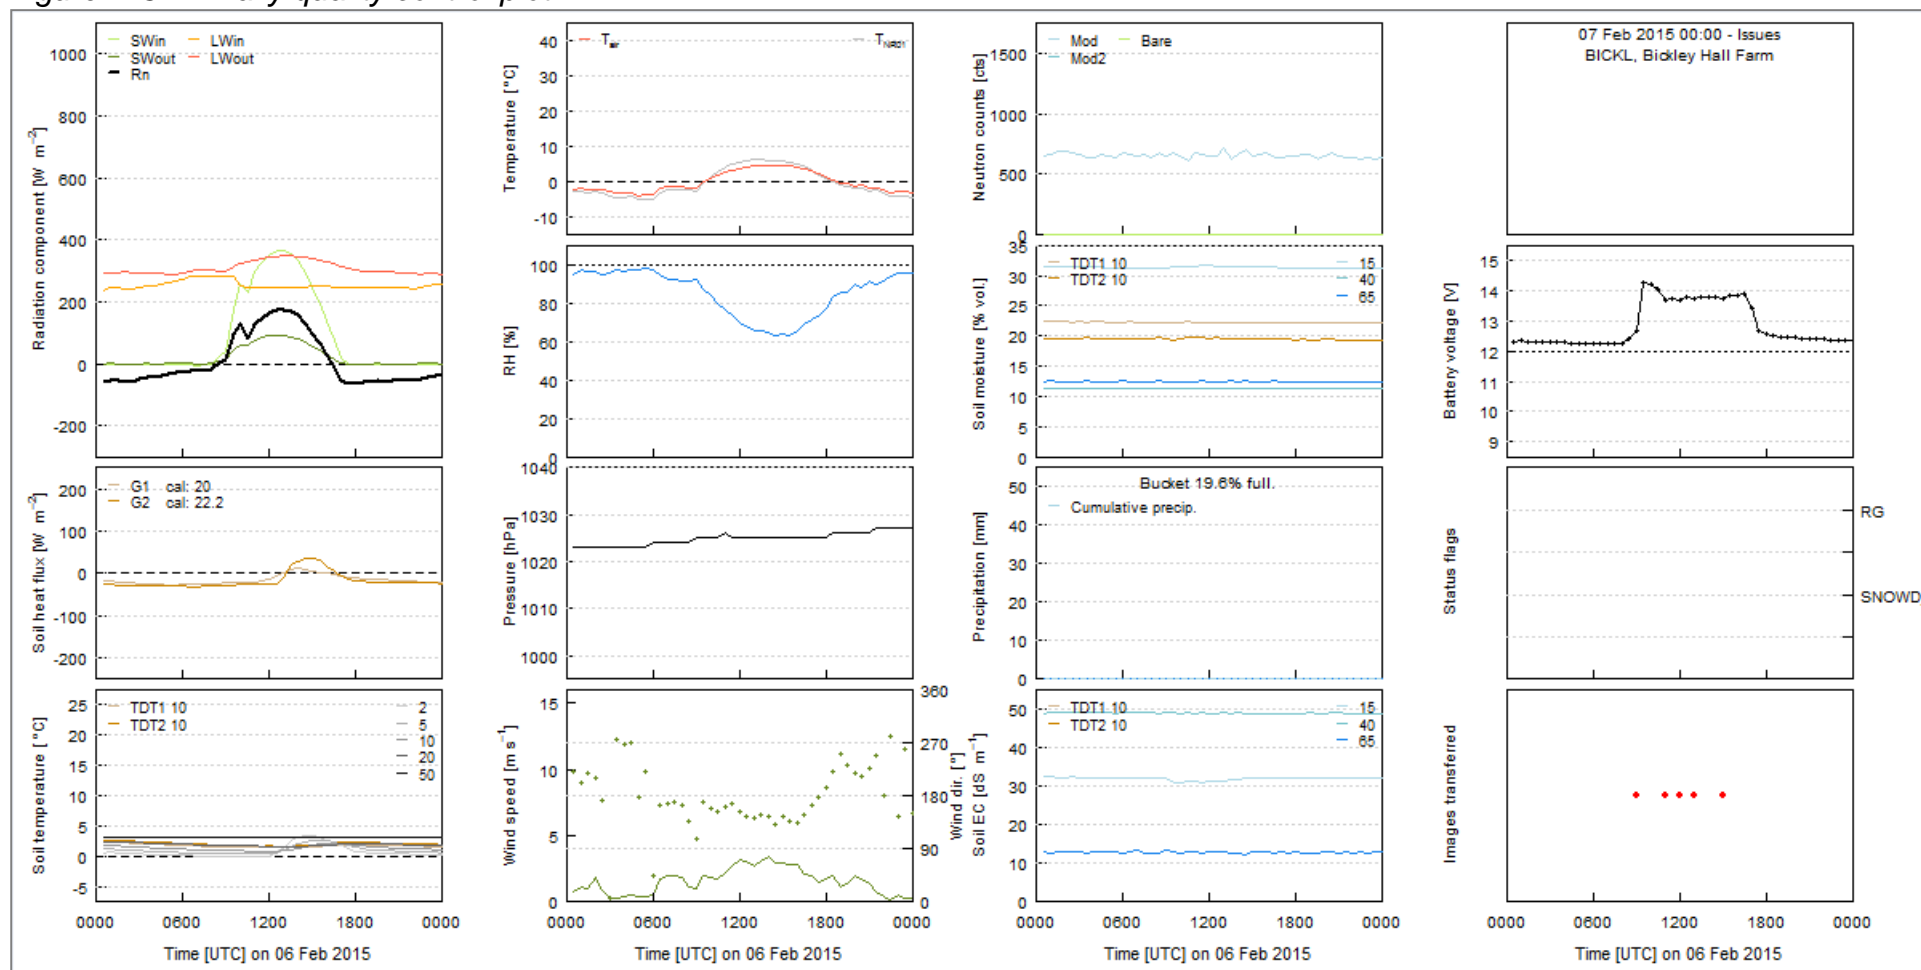 SWin LWin
SWout LWout
Rn
1000
800
600
400
200
0
-200
Radiation component [W m⁻²]
T air T NR01
40
30
20
10
0
-10
Temperature [°C]
Mod Bare
Mod2
1500
1000
500
0
Neutron counts [cts]
07 Feb 2015 00:00 - Issues
BICKL, Bickley Hall Farm
100
80
60
40
20
0
RH [%]
TDT1 10 15
TDT2 10 40
65
35
30
25
20
15
10
5
0
Soil moisture [% vol.]
15
14
13
12
11
10
9
Battery voltage [V]
G1 cal: 20
G2 cal: 22.2
200
100
0
-100
-200
Soil heat flux [W m⁻²]
1040
1030
1020
1010
1000
Pressure [hPa]
Bucket 19.6% full.
Cumulative precip.
50
40
30
20
10
0
Precipitation [mm]
Status flags
RG
SNOWD
TDT1 10 2
TDT2 10 5
10
20
50
25
20
15
10
5
0
-5
Soil temperature [°C]
0000 0600 1200 1800 0000
Time [UTC] on 06 Feb 2015
15
10
5
0
Wind speed [m s⁻¹]
360
270
180
90
0
Wind dir. [°]
0000 0600 1200 1800 0000
Time [UTC] on 06 Feb 2015
TDT1 10 15
TDT2 10 40
65
50
40
30
20
10
0
Soil EC [dS m⁻¹]
0000 0600 1200 1800 0000
Time [UTC] on 06 Feb 2015
Images transferred
0000 0600 1200 1800 0000
Time [UTC] on 06 Feb 2015